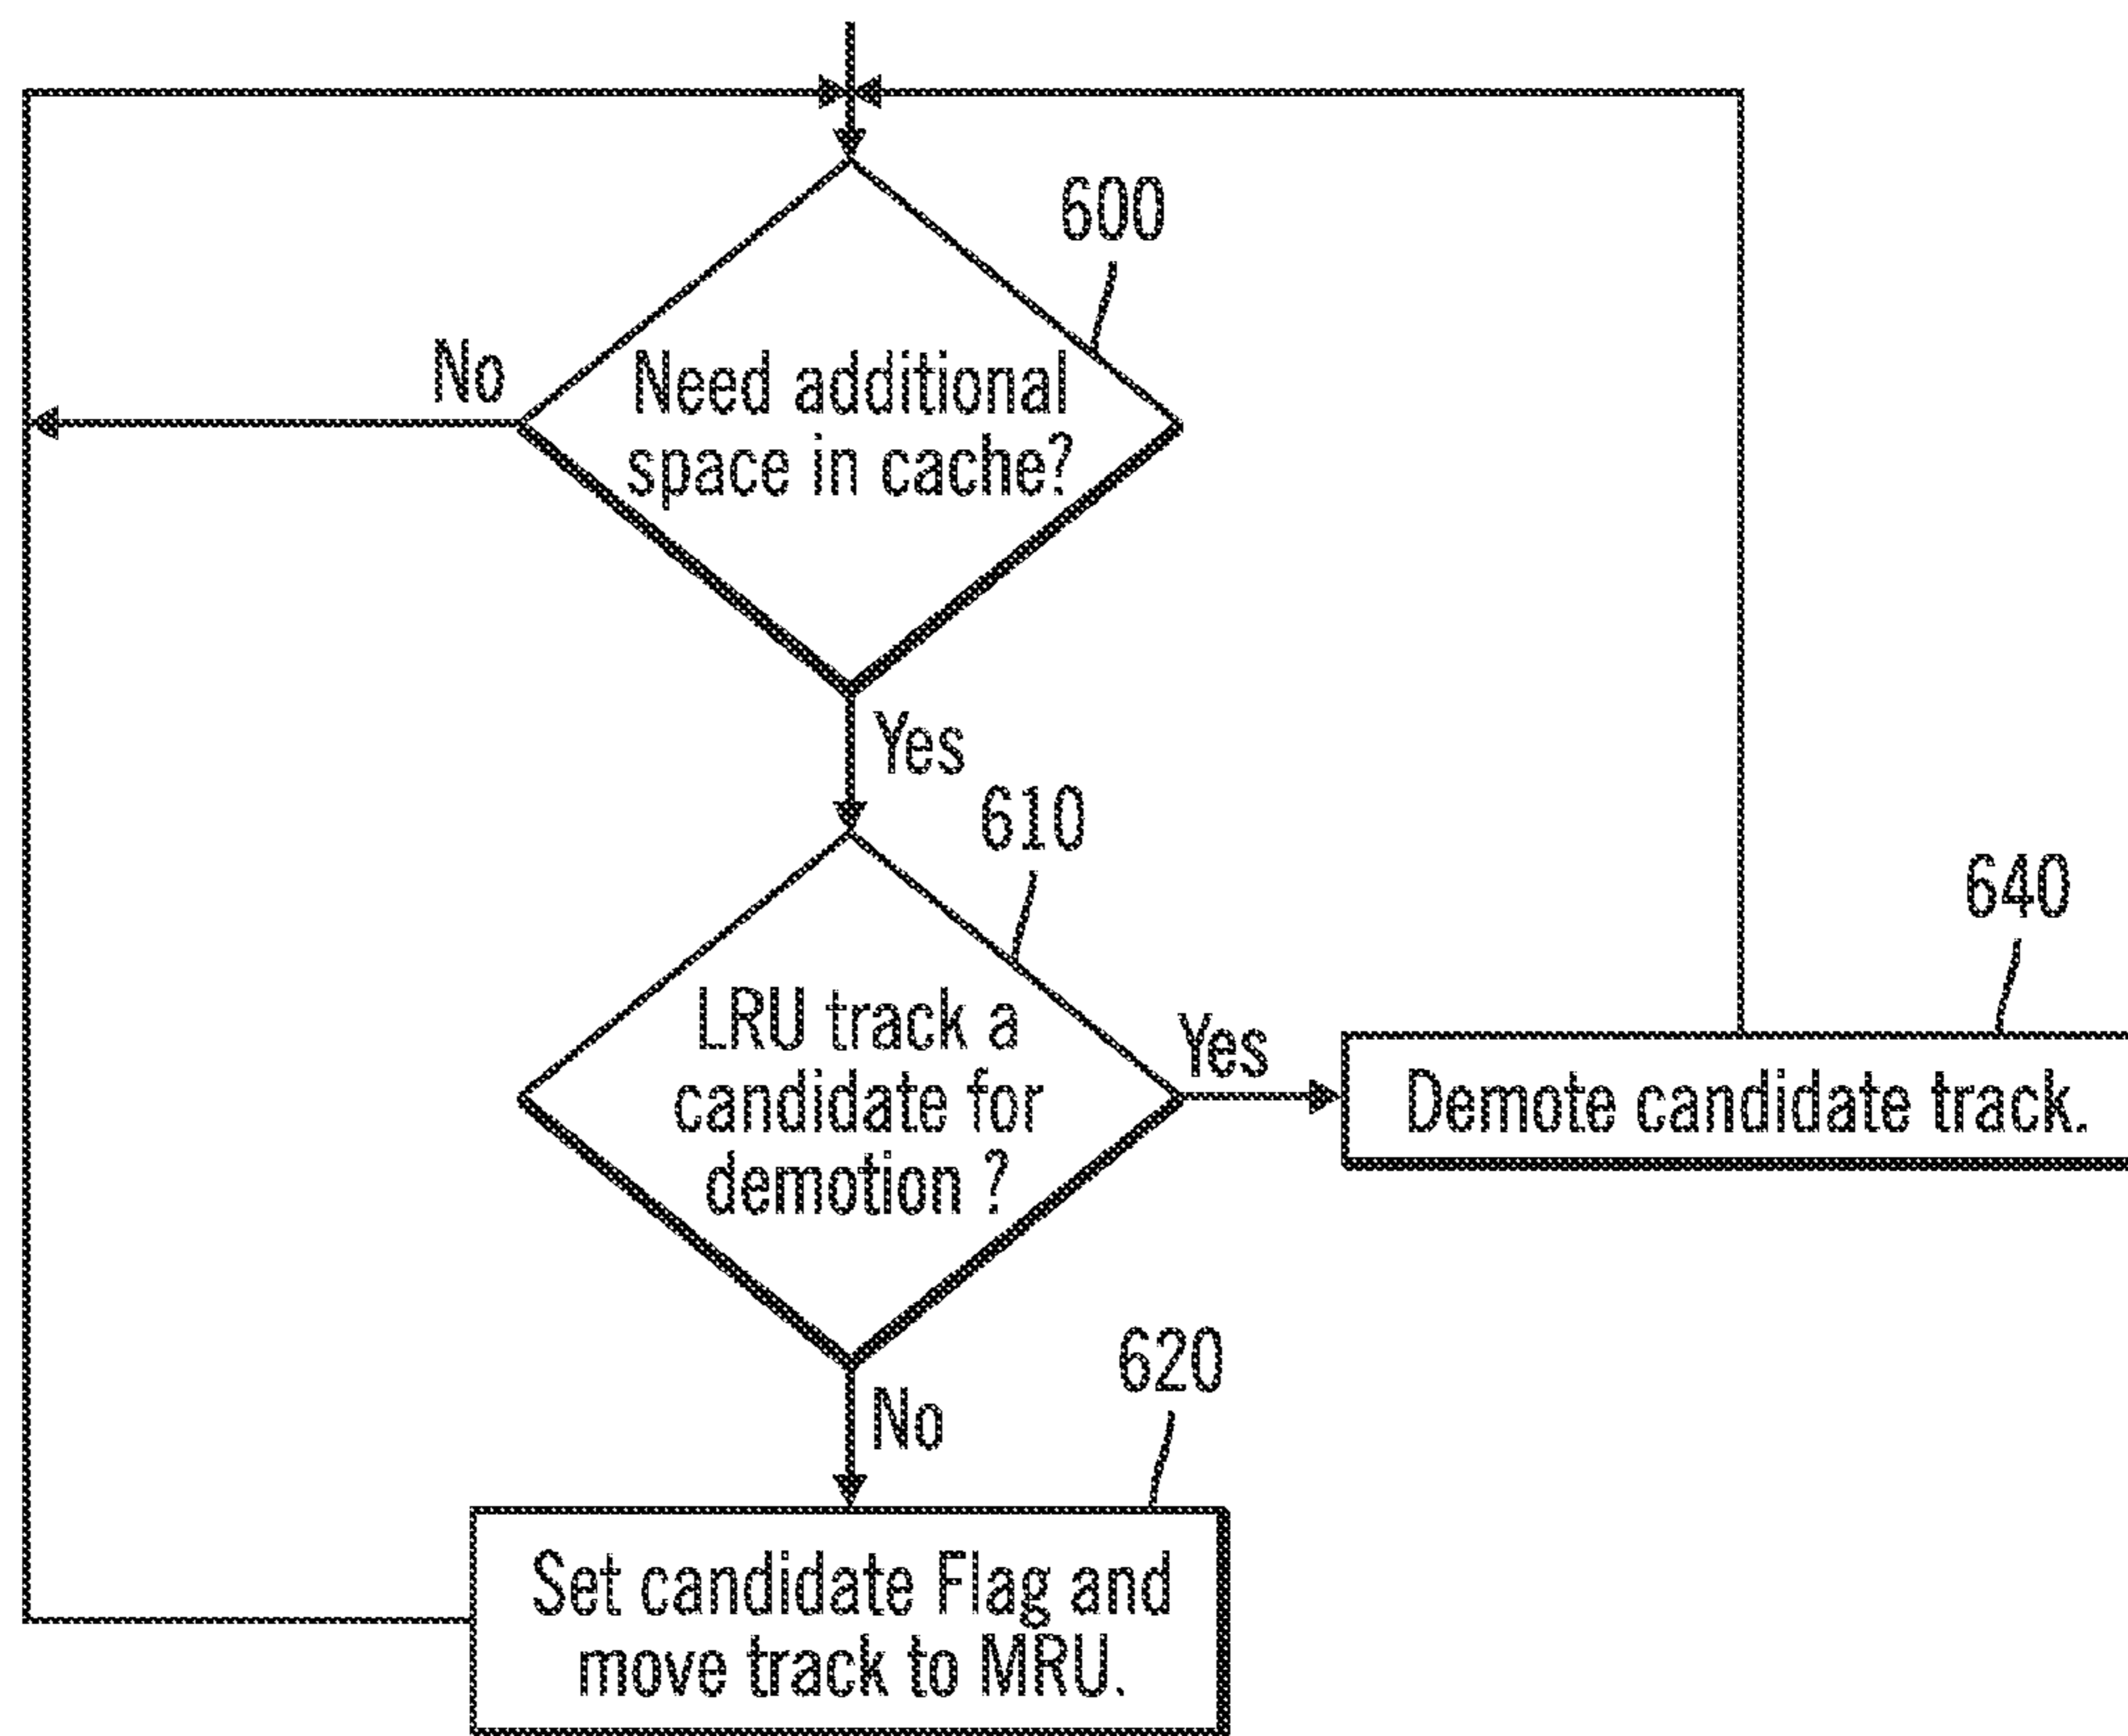 600
No
Need additional
space in cache?
Yes
610
640
LRU track a
candidate for
demotion ?
Yes
Demote candidate track.
620
No
Set candidate Flag and
move track to MRU.